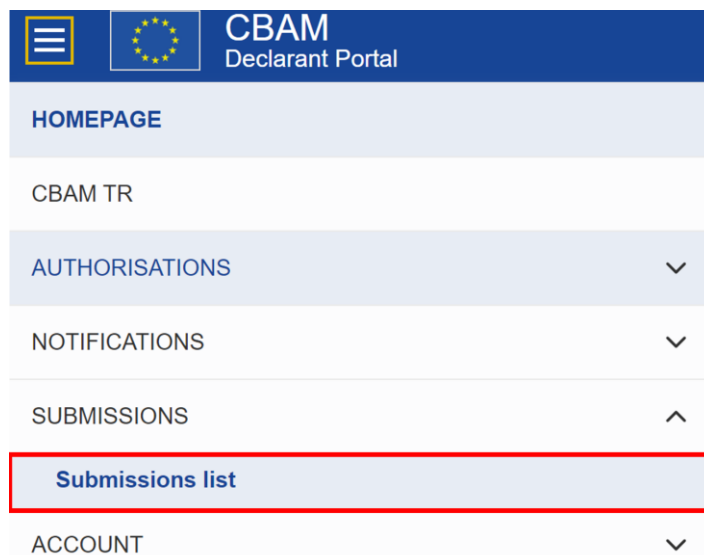 CBAM
Declarant Portal
HOMEPAGE
CBAM TR
AUTHORISATIONS
NOTIFICATIONS
SUBMISSIONS
Submissions list
ACCOUNT